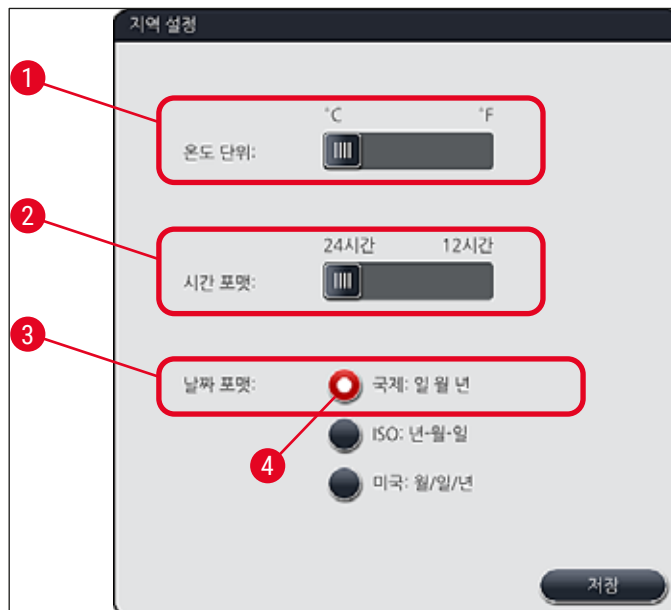 지역 설정
1
°C °F
온도 단위:
2
24시간 12시간
시간 포맷:
3
날짜 포맷: 국제: 일 월 년
4
ISO: 년-월-일
미국: 월/일/년
저장